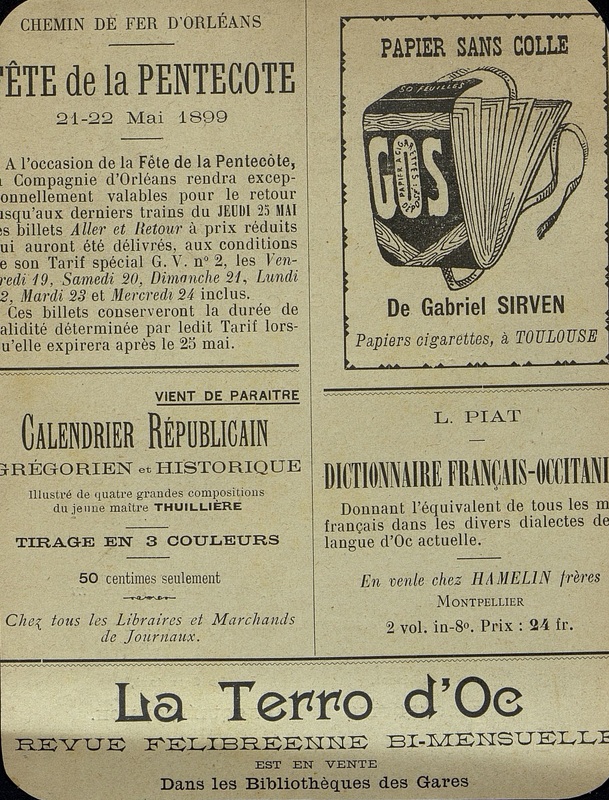 CHEMIN DE FER D'ORLÉANS
FÊTE de la PENTECOTE
21-22 Mai 1899
A l'occasion de la Fête de la Pentecôte,
Compagnie d'Orléans rendra excep-
onnellement valables pour le retour
usqu'aux derniers trains du JEUDI 25 MAI
es billets Aller et Retour à prix réduits
ui auront été délivrés, aux conditions
e son Tarif spécial G. V. nº 2, les Ven-
redi 19, Samedi 20, Dimanche 21, Lundi
2, Mardi 23 et Mercredi 24 inclus.
Ces billets conserveront la durée de
alidité déterminée par ledit Tarif lors-
u'elle expirera après le 25 mai.
VIENT DE PARAITRE
CALENDRIER RÉPUBLICAIN
GRÉGORIEN et HISTORIQUE
Illustré de quatre grandes compositions
du jeune maître THUILLIÈRE
TIRAGE EN 3 COULEURS
50 centimes seulement
Chez tous les Libraires et Marchands
de Journaux.
PAPIER SANS COLLE
50 FEUILLES
GOS
PAPIER A CIGARETTES
De Gabriel SIRVEN
Papiers cigarettes, à TOULOUSE
L. PIAT
DICTIONNAIRE FRANÇAIS-OCCITANI
Donnant l'équivalent de tous les m
français dans les divers dialectes de
langue d'Oc actuelle.
En vente chez HAMELIN frères
MONTPELLIER
2 vol. in-8º. Prix : 24 fr.
La Terro d'Oc
REVUE FELIBREENNE BI-MENSUELLE
EST EN VENTE
Dans les Bibliothèques des Gares